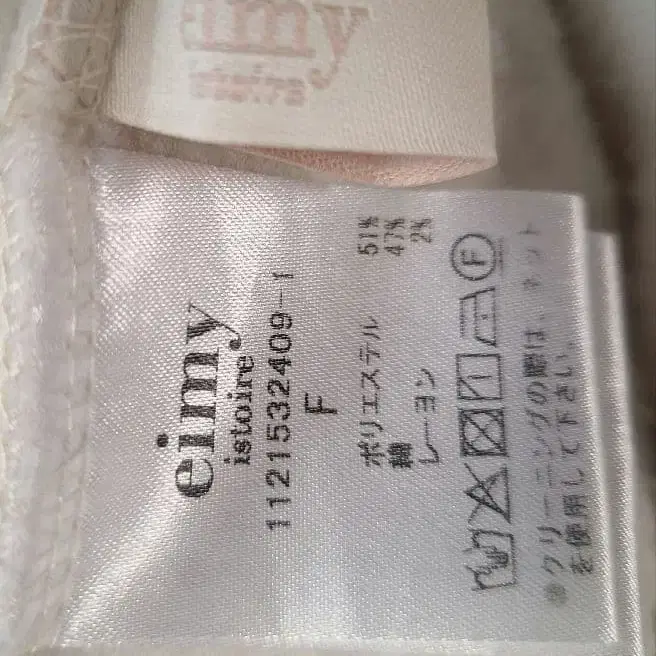 eimy
istoire
eimy
istoire
1121532409-1
F
ポリエステル 51%
綿 47%
レーヨン 2%
F
※クリーニングの際は、ネット
を使用して下さい。